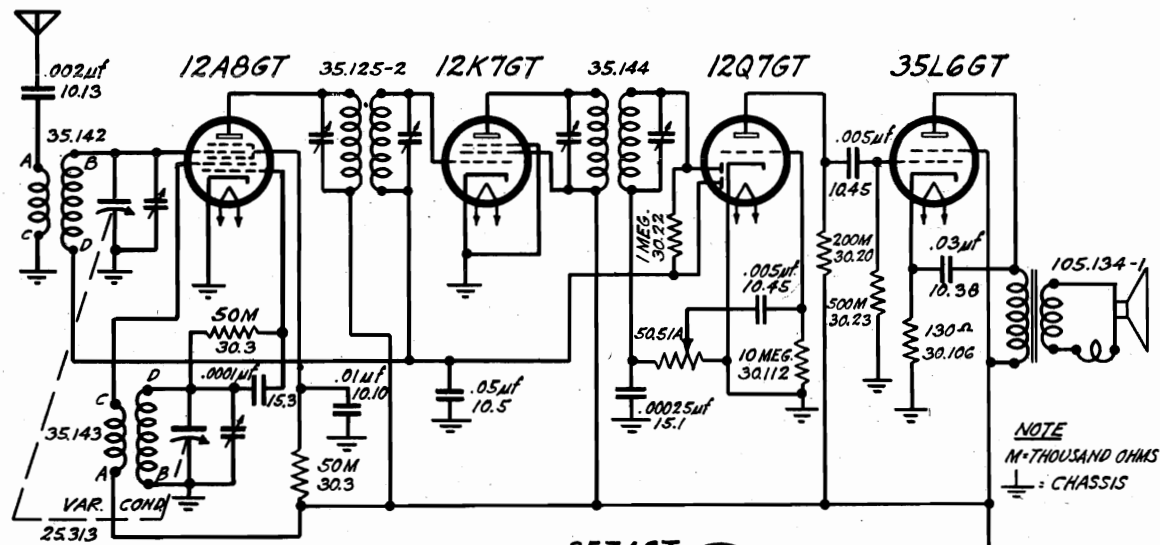 12A8GT
35.125-2
12K7GT
35.144
12Q7GT
35L6GT
.002µf
10.13
35.142
A
B
C
D
1 MEG.
30.22
.005µf
10.45
200M
30.20
500M
30.23
.03µf
10.38
105.134-1
130Ω
30.106
.005µf
10.45
50.51A
10 MEG.
30.112
50M
30.3
.0001µf
15.3
.01µf
10.10
.05µf
10.5
.00025µf
15.1
C
D
35.143
A
B
50M
30.3
VAR. COND
25.313
NOTE
M=THOUSAND OHMS
= CHASSIS